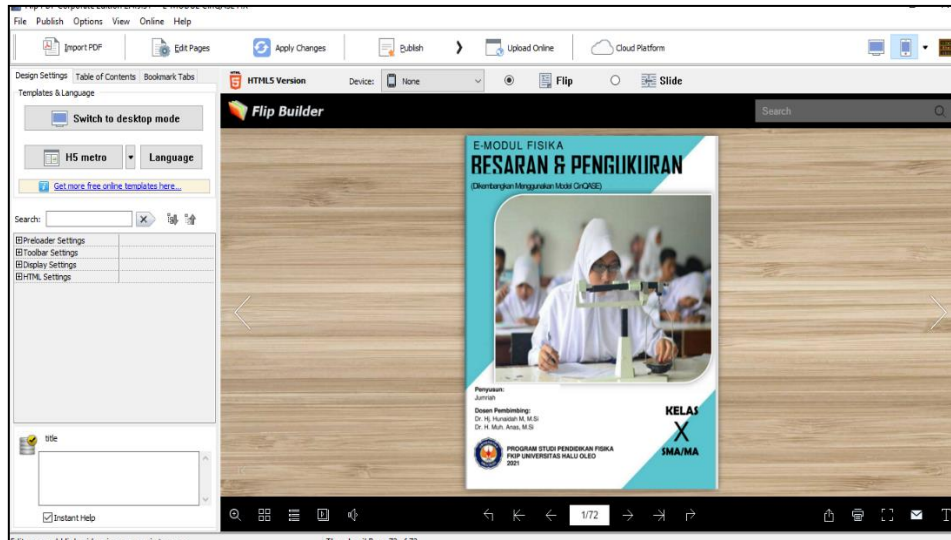 File Publish Options View Online Help
Import PDF Edit Pages Apply Changes Publish Upload Online Cloud Platform
Design Settings Table of Contents Bookmark Tabs
HTML5 Version Device: None Flip Slide
Templates & Language
Switch to desktop mode
H5 metro Language
Get more free online templates here...
Search:
Preloader Settings
Toolbar Settings
Display Settings
HTML Settings
title
Instant Help
Flip Builder
Search
E-MODUL FISIKA
BESARAN & PENGUKURAN
(Dikembangkan Menggunakan Model CinQASE)
Penyusun:
Jumriah
Dosen Pembimbing:
Dr. Hj. Hunaidah M, M.Si
Dr. H. Muh. Anas, M.Si
KELAS
X
SMA/MA
PROGRAM STUDI PENDIDIKAN FISIKA
FKIP UNIVERSITAS HALU OLEO
2021
1/72